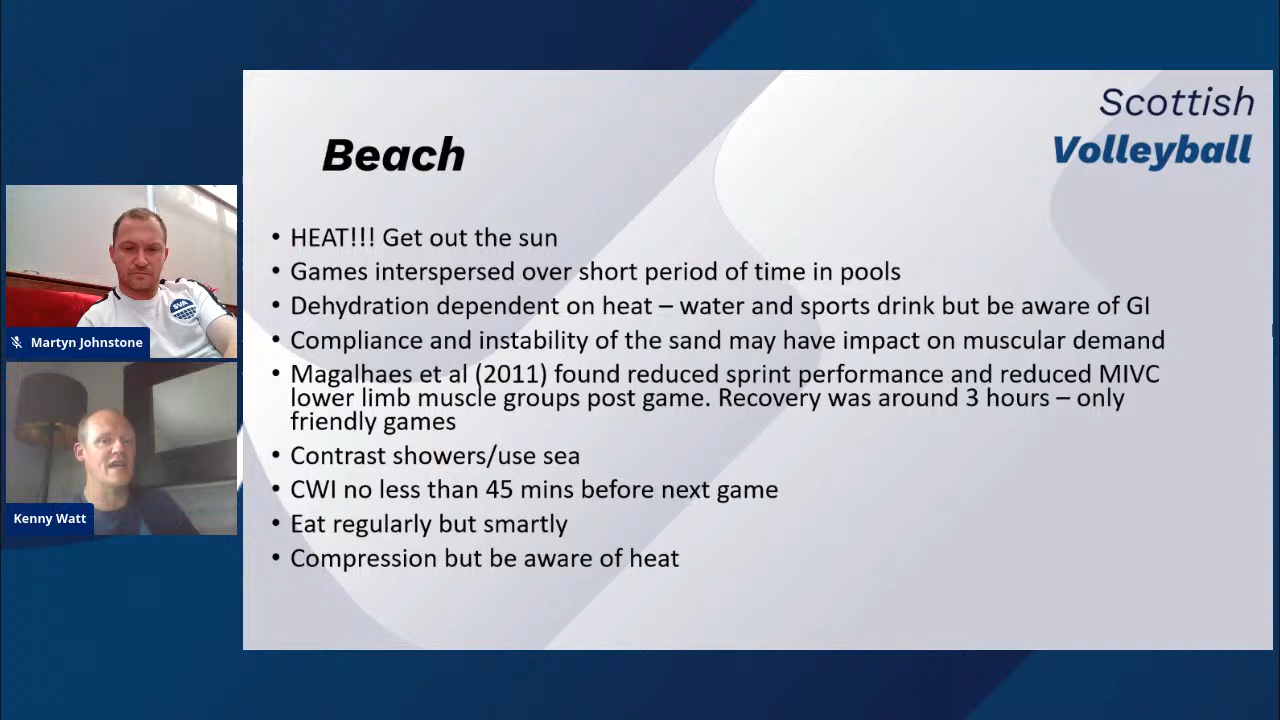 Scottish
Volleyball
Beach
• HEAT!!! Get out the sun
• Games interspersed over short period of time in pools
• Dehydration dependent on heat – water and sports drink but be aware of GI
• Compliance and instability of the sand may have impact on muscular demand
• Magalhaes et al (2011) found reduced sprint performance and reduced MIVC
lower limb muscle groups post game. Recovery was around 3 hours – only
friendly games
• Contrast showers/use sea
• CWI no less than 45 mins before next game
• Eat regularly but smartly
• Compression but be aware of heat
SVA
Martyn Johnstone
Kenny Watt